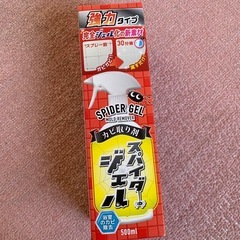 強力タイプ
スプレー前
30分後
SPIDER GEL
MOLD REMOVER
カビ取り剤
スパイダー
ジェル
浴室の
カビ
除去
500ml